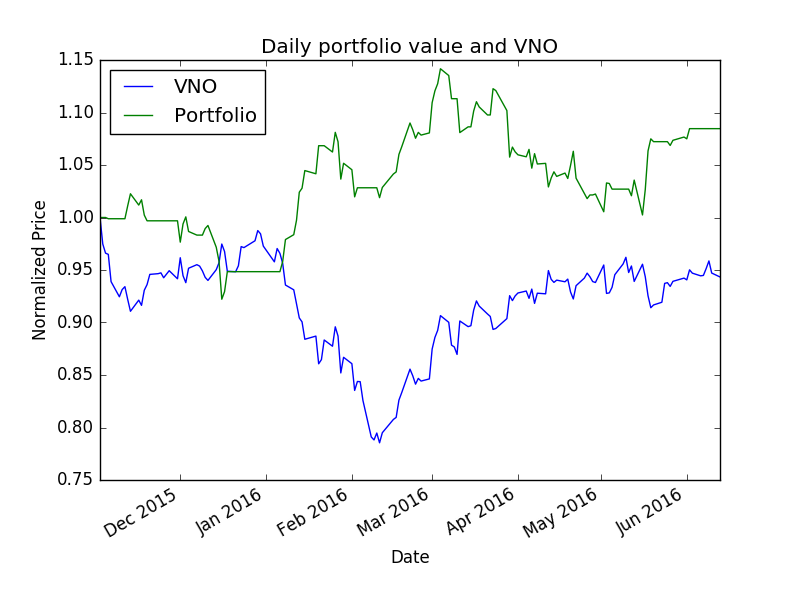 Daily portfolio value and VNO
1.15
1.10
1.05
1.00
0.95
0.90
0.85
0.80
0.75
Normalized Price
VNO
Portfolio
Dec 2015
Jan 2016
Feb 2016
Mar 2016
Apr 2016
May 2016
Jun 2016
Date